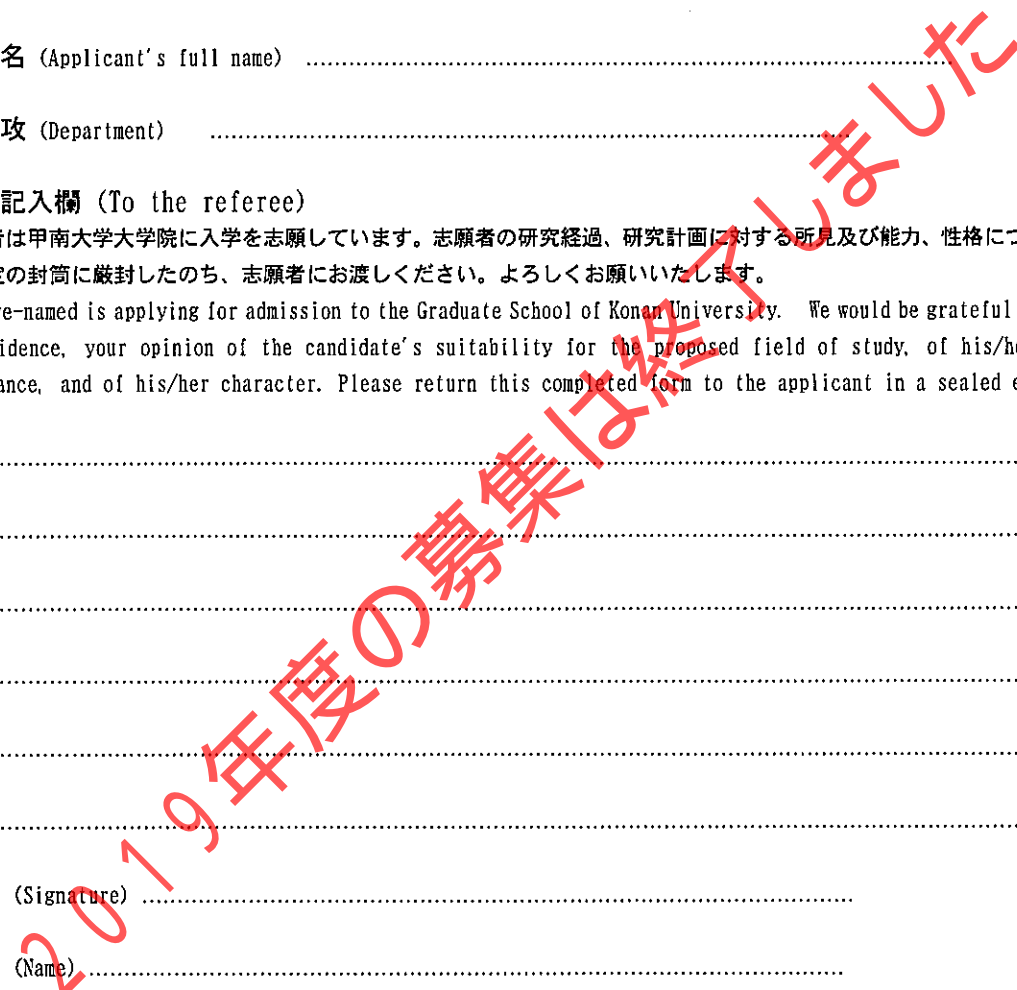 名 (Applicant's full name)
攻 (Department)
記入欄 (To the referee)
は甲南大学大学院に入学を志願しています。志願者の研究経過、研究計画に対する所見及び能力、性格につ
の封筒に厳封したのち、志願者にお渡しください。よろしくお願いいたします。
e-named is applying for admission to the Graduate School of Konan University. We would be grateful
idence, your opinion of the candidate's suitability for the proposed field of study, of his/he
ance, and of his/her character. Please return this completed form to the applicant in a sealed e
(Signature)
(Name)
2019年度の募集は終了しました